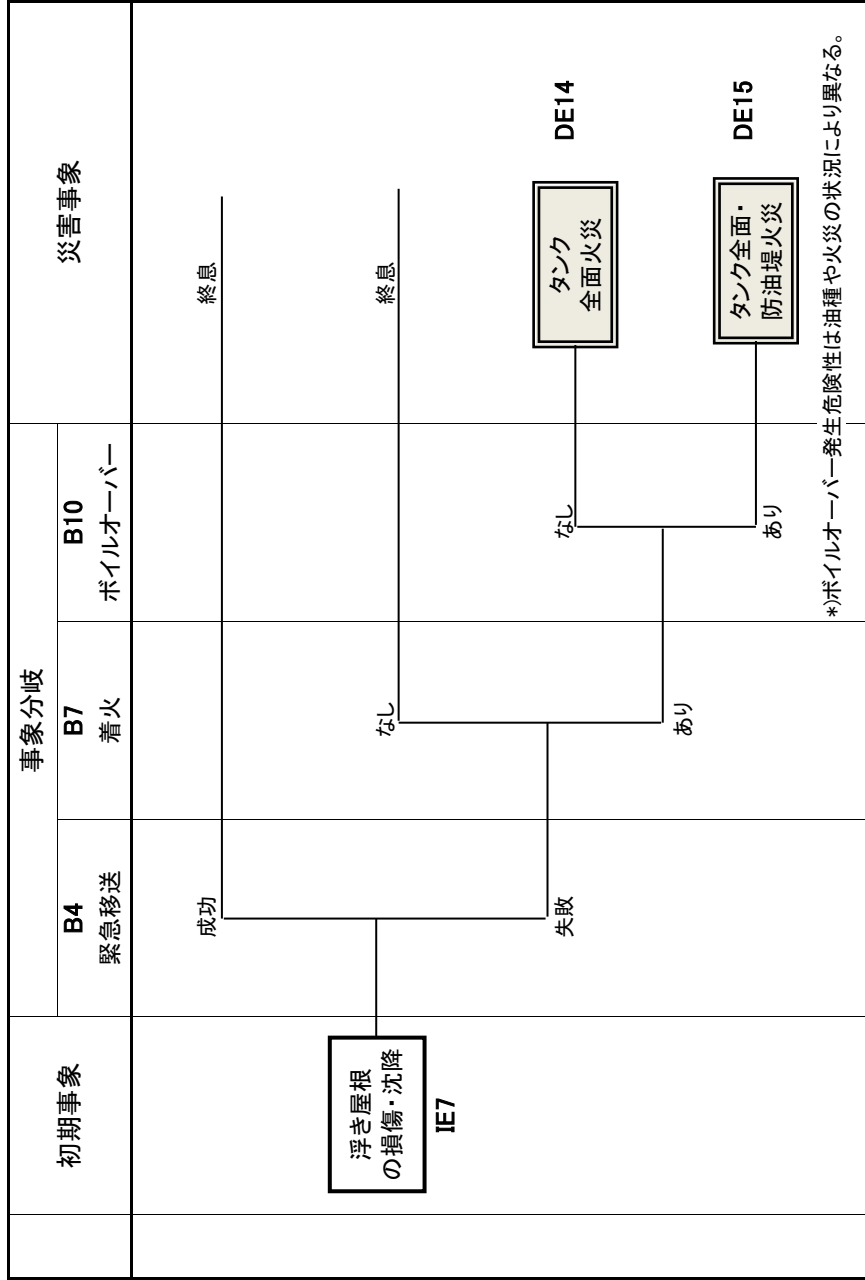 初期事象
事象分岐
災害事象
B4
緊急移送
B7
着火
B10
ボイルオーバー
成功
終息
なし
終息
浮き屋根
の損傷・沈降
IE7
失敗
なし
タンク
全面火災
DE14
あり
あり
タンク全面・
防油堤火災
DE15
*)ボイルオーバー発生危険性は油種や火災の状況により異なる。